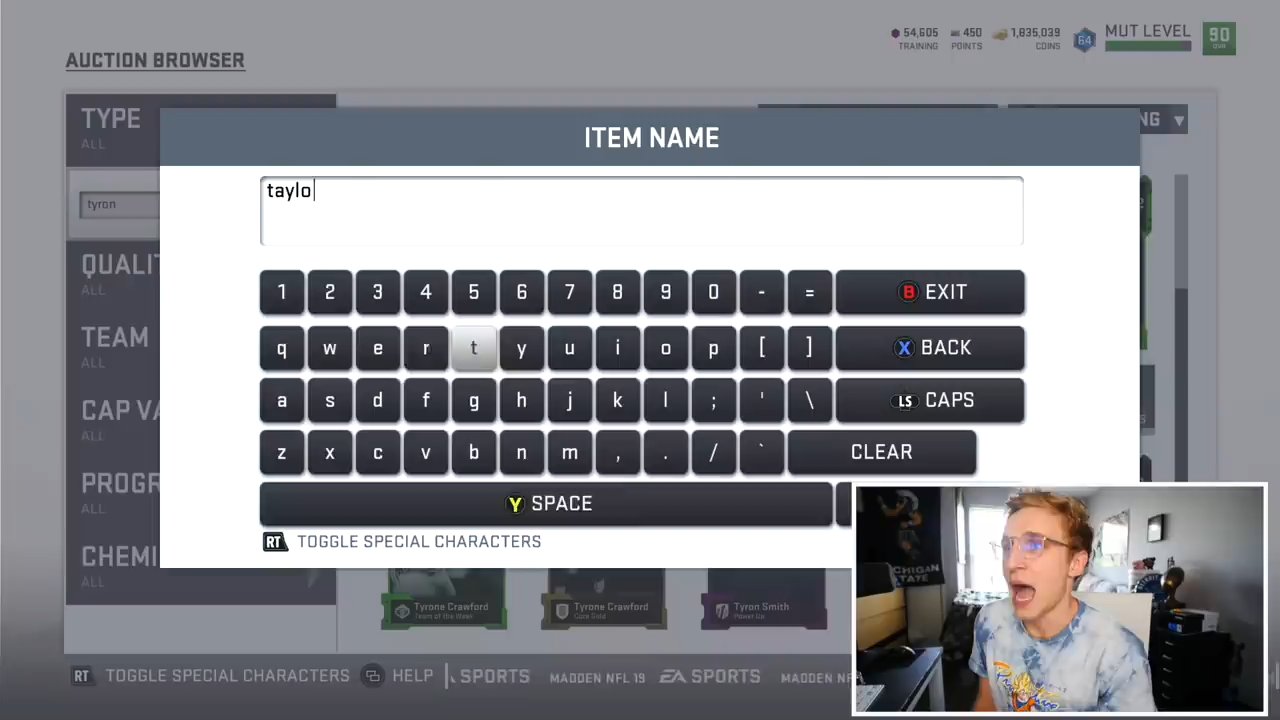 AUCTION BROWSER
54,605
TRAINING
450
POINTS
1,835,039
COINS
64
MUT LEVEL
90
OVR
TYPE
ALL
NG
ITEM NAME
taylo
tyron
QUALIT
ALL
TEAM
ALL
CAP VA
ALL
PROGR
ALL
CHEMI
ALL
1 2 3 4 5 6 7 8 9 0 - = B EXIT
q w e r t y u i o p [ ] X BACK
a s d f g h j k l ; ' \ LS CAPS
z x c v b n m , . / ` CLEAR
Y SPACE
RT TOGGLE SPECIAL CHARACTERS
Tyrone Crawford
Team of the Week
Tyrone Crawford
Core Gold
Tyron Smith
Power Up
RT TOGGLE SPECIAL CHARACTERS HELP SPORTS MADDEN NFL 19 EA SPORTS MADDEN NF
CHIGAN
STATE